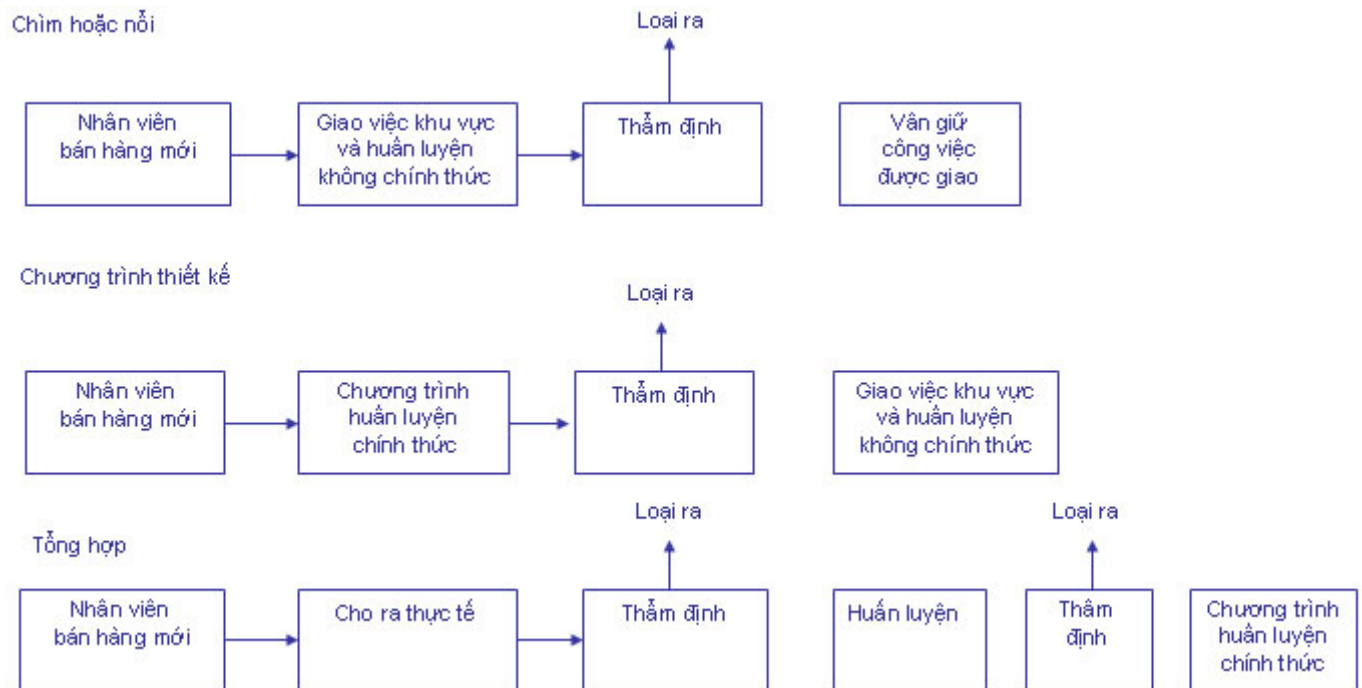 Chìm hoặc nổi
Loai ra
Nhân viên
bán hàng mới
Giao việc khu vực
và huấn luyện
không chính thức
Thẩm định
Vân giữ
công việc
được giao
Chương trình thiết kế
Loại ra
Nhân viên
bán hàng mới
Chương trình
huấn luyện
chính thức
Thẩm định
Giao việc khu vực
và huấn luyện
không chính thức
Tổng hợp
Loại ra
Loại ra
Nhân viên
bán hàng mới
Cho ra thực tế
Thẩm định
Huấn luyện
Thâm
định
Chương trình
huấn luyện
chính thức